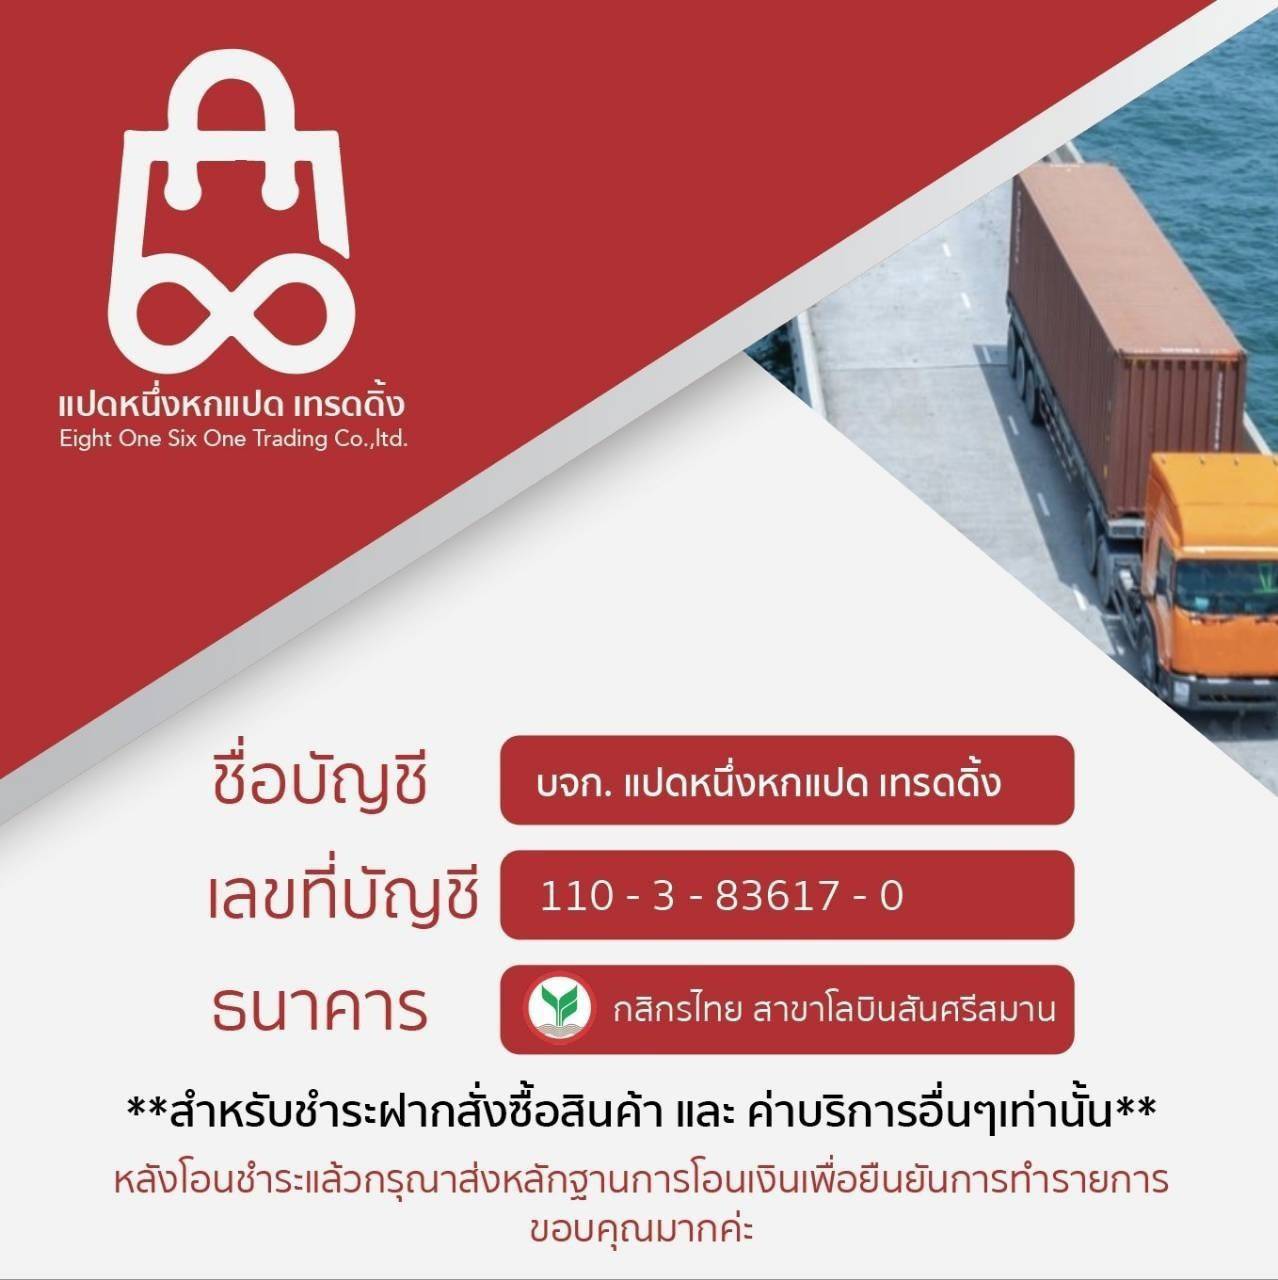 แปดหนึ่งหกแปด เทรดดิ้ง
Eight One Six One Trading Co.,ltd.
ชื่อบัญชี บจก. แปดหนึ่งหกแปด เทรดดิ้ง
เลขที่บัญชี 110 - 3 - 83617 - 0
ธนาคาร กสิกรไทย สาขาโลบินสันศรีสมาน
**สำหรับชำระฝากสั่งซื้อสินค้า และ ค่าบริการอื่นๆเท่านั้น**
หลังโอนชำระแล้วกรุณาส่งหลักฐานการโอนเงินเพื่อยืนยันการทำรายการ
ขอบคุณมากค่ะ